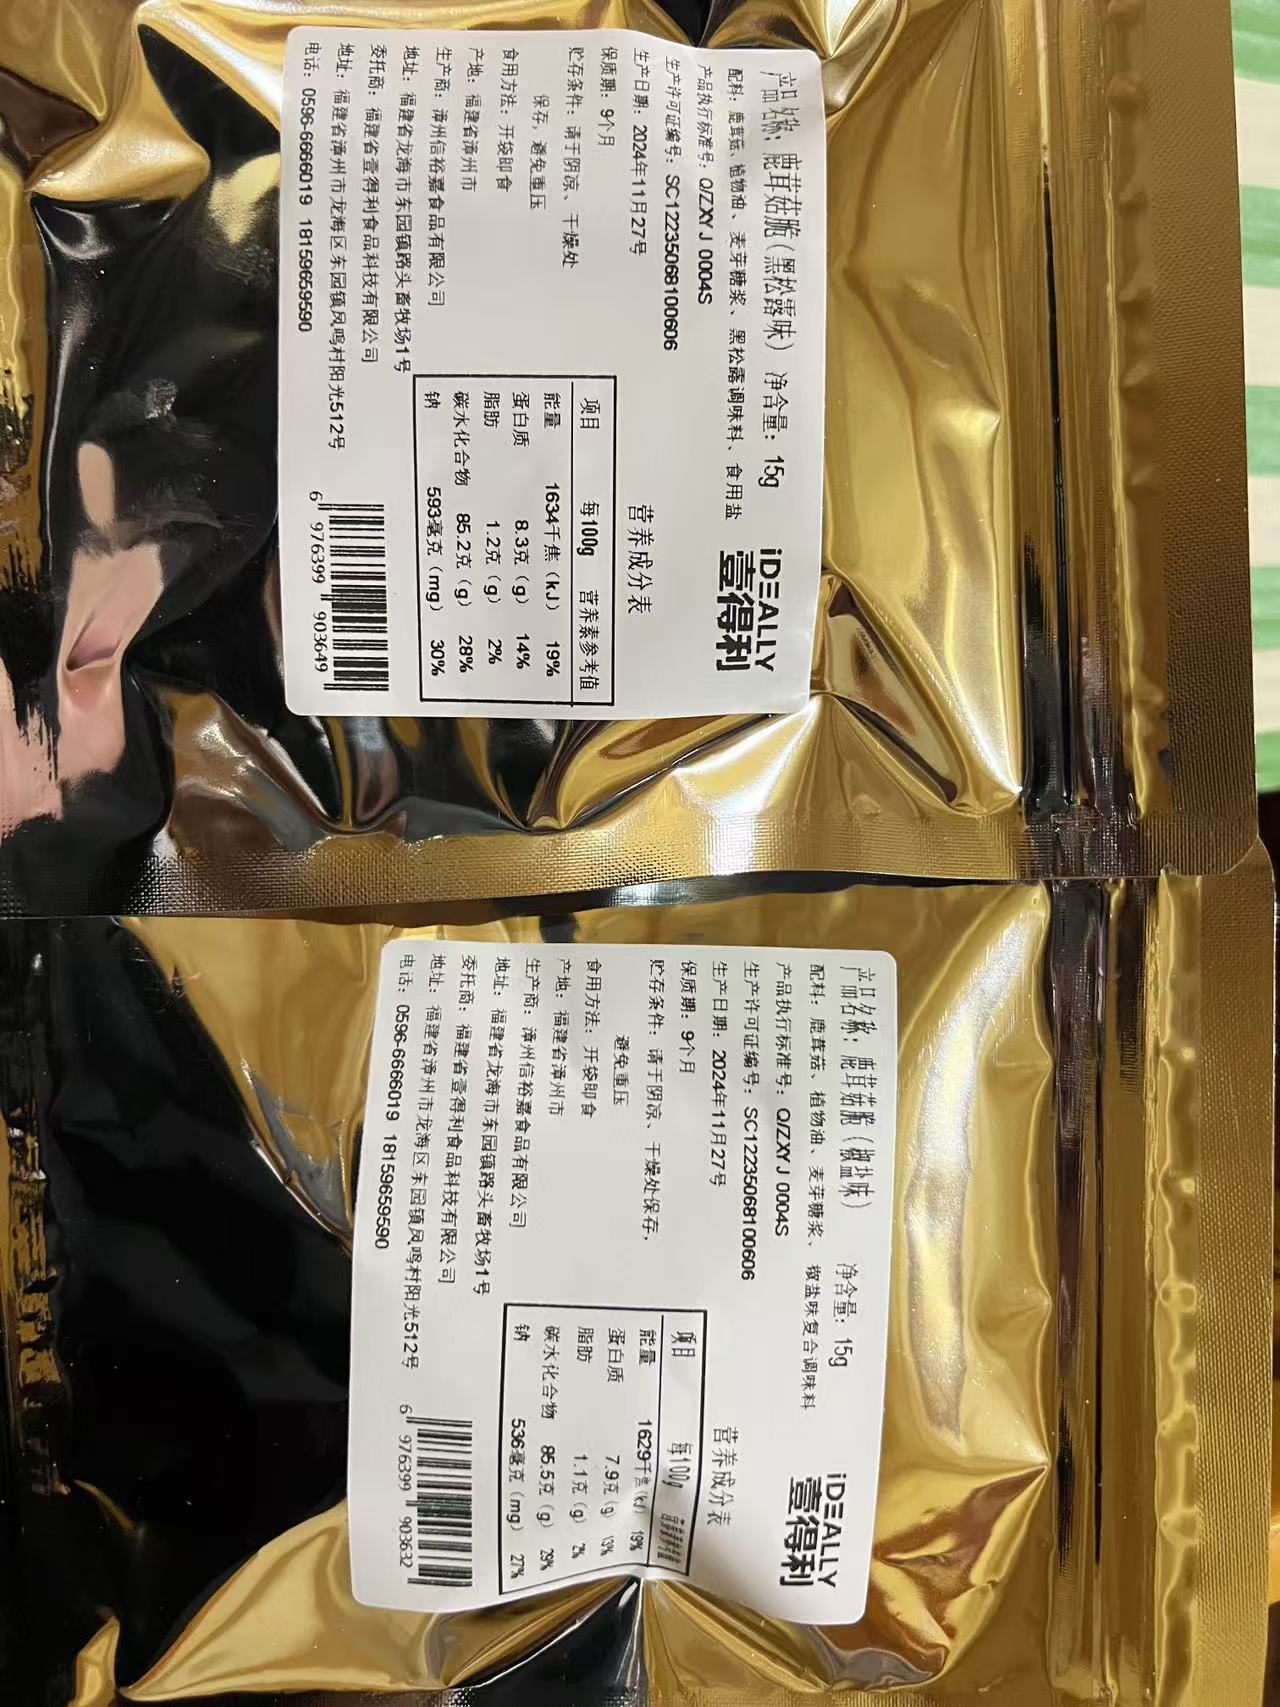 产品名称：鹿茸菇脆（黑松露味） 净含量：15g
配料：鹿茸菇、植物油、麦芽糖浆、黑松露调味料、食用盐
产品执行标准号：Q/ZXYJ 0004S
生产许可证编号：SC12235068100606
生产日期：2024年11月27号
保质期：9个月
贮存条件：请于阴凉、干燥处
保存，避免重压
食用方法：开袋即食
产地：福建省漳州市
生产商：漳州信裕嘉食品有限公司
地址：福建省龙海市东园镇路头畜牧场1号
委托商：福建省壹得利食品科技有限公司
地址：福建省漳州市龙海区东园镇凤鸣村阳光512号
电话：0596-6666019 18159659590
iDEALLY
壹得利
营养成分表
项目 每100g 营养素参考值
能量 1634千焦（kJ） 19%
蛋白质 8.3克（g） 14%
脂肪 1.2克（g） 2%
碳水化合物 85.2克（g） 28%
钠 593毫克（mg） 30%
6 976399 903649
产品名称：鹿茸菇脆（椒盐味） 净含量：15g
配料：鹿茸菇、植物油、麦芽糖浆、椒盐味复合调味料
产品执行标准号：Q/ZXYJ 0004S
生产许可证编号：SC12235068100606
生产日期：2024年11月27号
保质期：9个月
贮存条件：请于阴凉、干燥处保存，
避免重压
食用方法：开袋即食
产地：福建省漳州市
生产商：漳州信裕嘉食品有限公司
地址：福建省龙海市东园镇路头畜牧场1号
委托商：福建省壹得利食品科技有限公司
地址：福建省漳州市龙海区东园镇凤鸣村阳光512号
电话：0596-6666019 18159659590
iDEALLY
壹得利
营养成分表
项目 每100g
能量 1629千焦（kJ） 19%
蛋白质 7.9克（g） 13%
脂肪 1.1克（g） 2%
碳水化合物 85.5克（g） 29%
钠 536毫克（mg） 27%
6 976399 903632